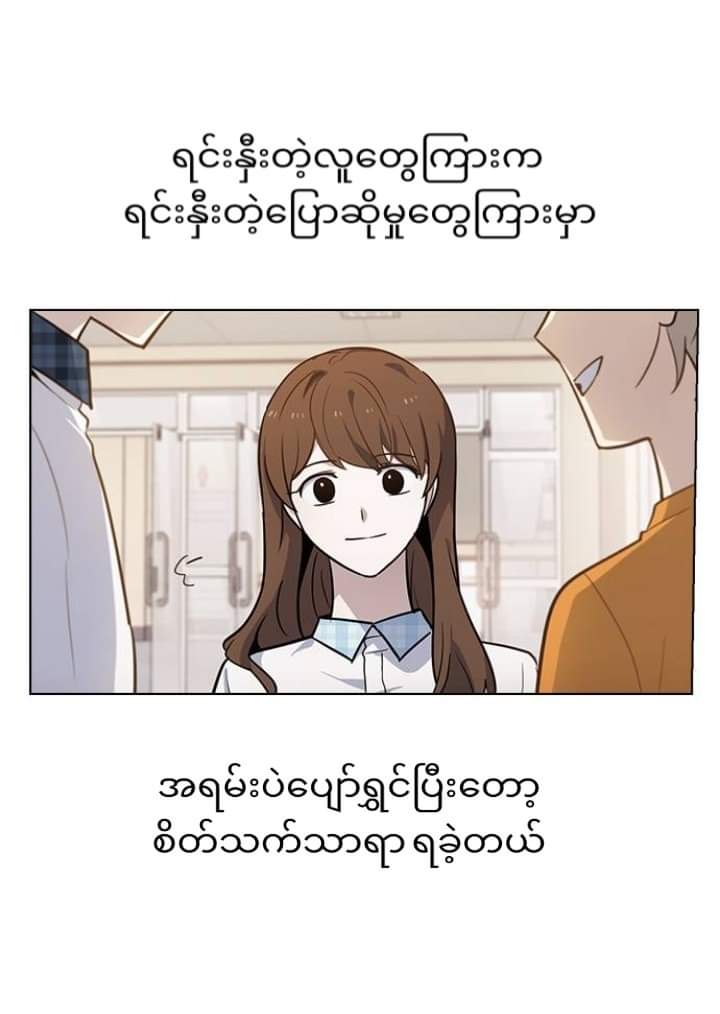 ရင်းနှီးတဲ့လူတွေကြားက
ရင်းနှီးတဲ့ပြောဆိုမှုတွေကြားမှာ
အရမ်းပဲပျော်ရွှင်ပြီးတော့
စိတ်သက်သာရာ ရခဲ့တယ်